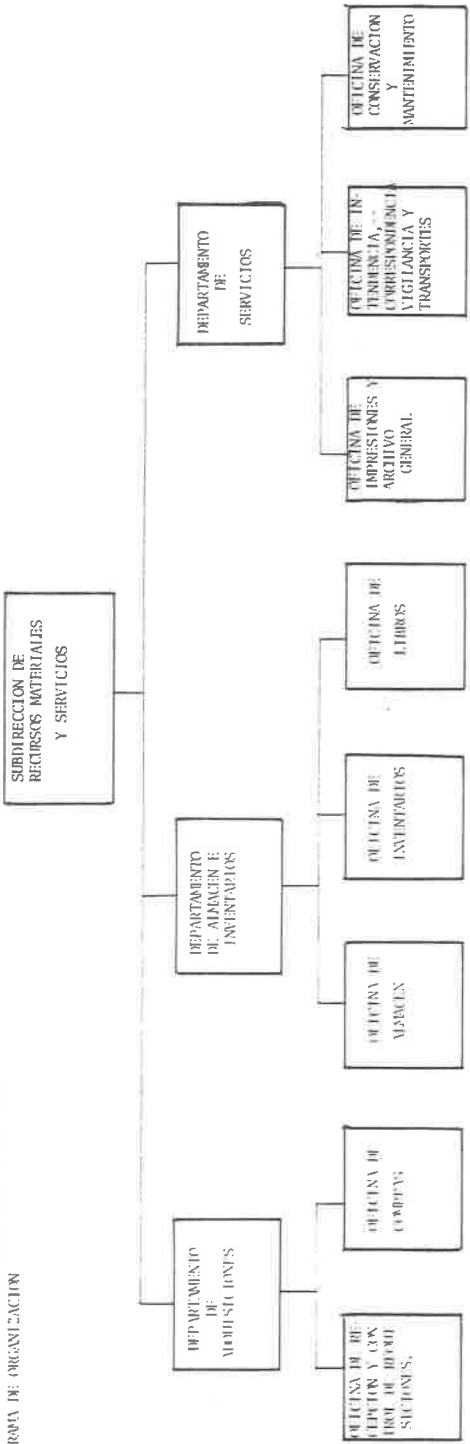 RAMA DE ORGANIZACION
SUBDIRECCION DE
RECURSOS MATERIALES
Y SERVICIOS
DEPARTAMENTO
DE
ADQUISICIONES
DEPARTAMENTO
DE ALMACEN E
INVENTARIOS
DEPARTAMENTO
DE
SERVICIOS
OFICINA DE RE
CEPCION Y CON
TROL DE REQUI
SICIONES.
OFICINA DE
COMPRAS
OFICINA DE
ALMACEN
OFICINA DE
INVENTARIOS
OFICINA DE
LIBROS
OFICINA DE
IMPRESIONES Y
ARCHIVO
GENERAL
OFICINA DE IN-
TENDENCIA, --
CORRESPONDENCIA
VIGILANCIA Y
TRANSPORTES
OFICINA DE
CONSERVACION
Y
MANTENIMIENTO